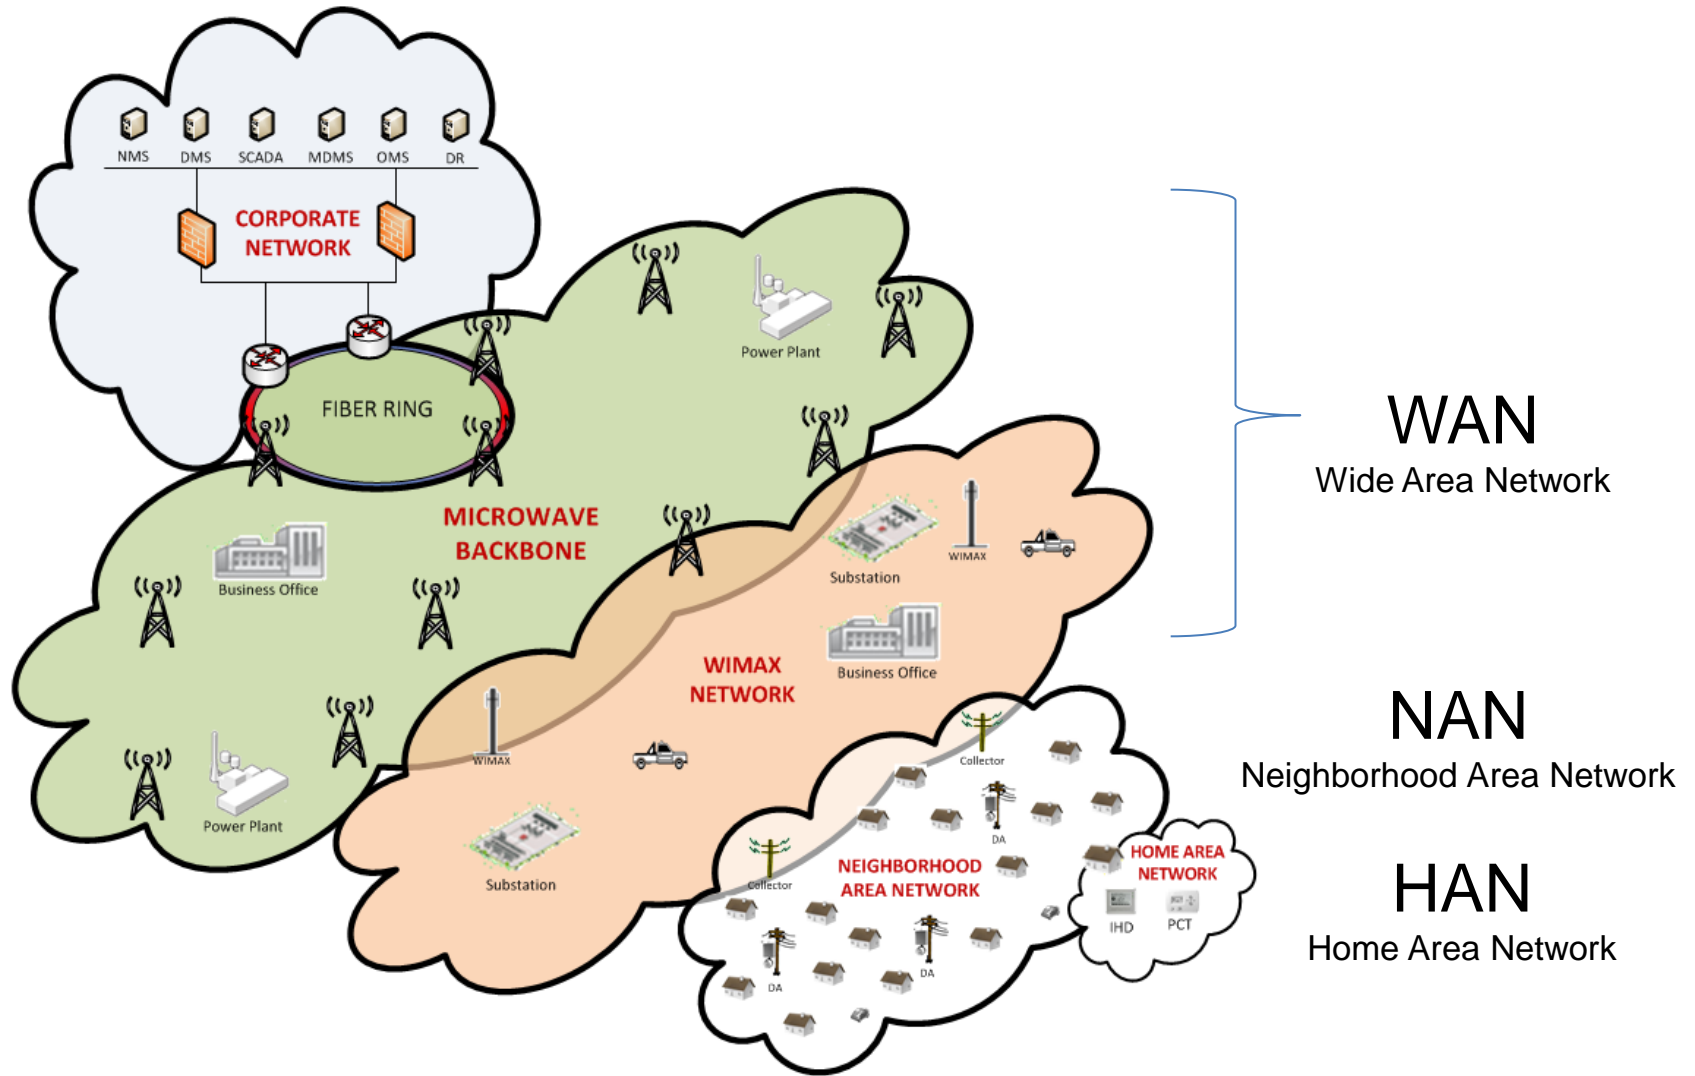 NMS
DMS
SCADA
MDMS
OMS
DR
CORPORATE
NETWORK
FIBER RING
Power Plant
MICROWAVE
BACKBONE
Business Office
Substation
WIMAX
Business Office
WIMAX
NETWORK
WIMAX
Power Plant
Substation
Collector
DA
Collector
NEIGHBORHOOD
AREA NETWORK
DA
DA
HOME AREA
NETWORK
IHD
PCT
WAN
Wide Area Network
NAN
Neighborhood Area Network
HAN
Home Area Network